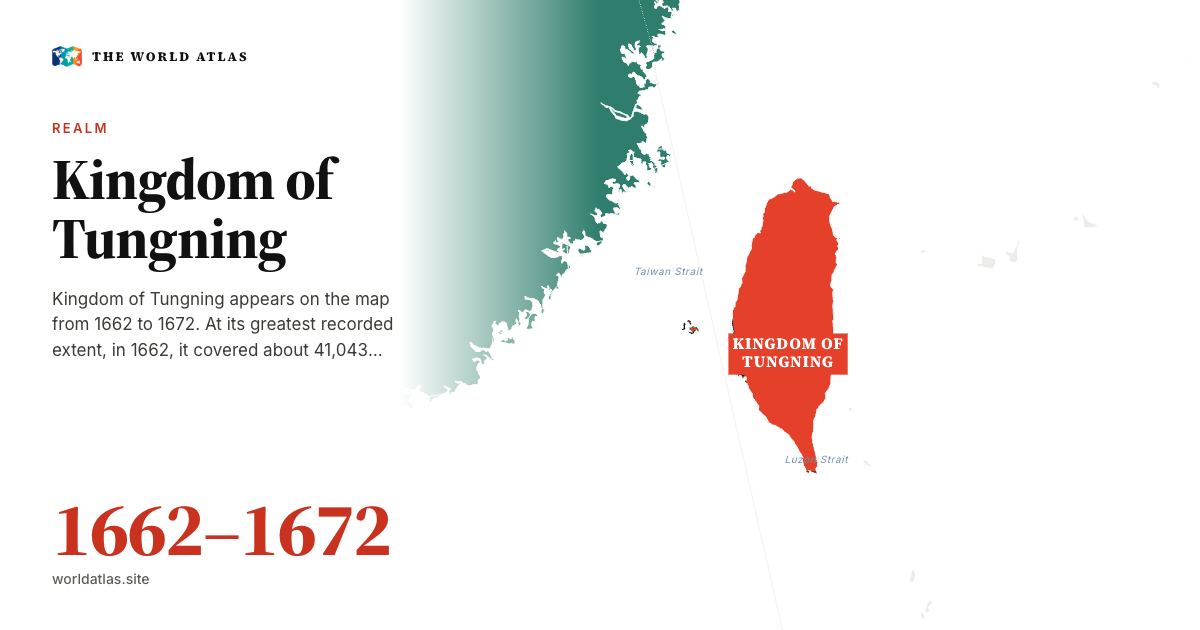 THE WORLD ATLAS
REALM
Kingdom of
Tungning
Kingdom of Tungning appears on the map
from 1662 to 1672. At its greatest recorded
extent, in 1662, it covered about 41,043...
1662–1672
worldatlas.site
Taiwan Strait
KINGDOM OF
TUNGNING
Luzon Strait